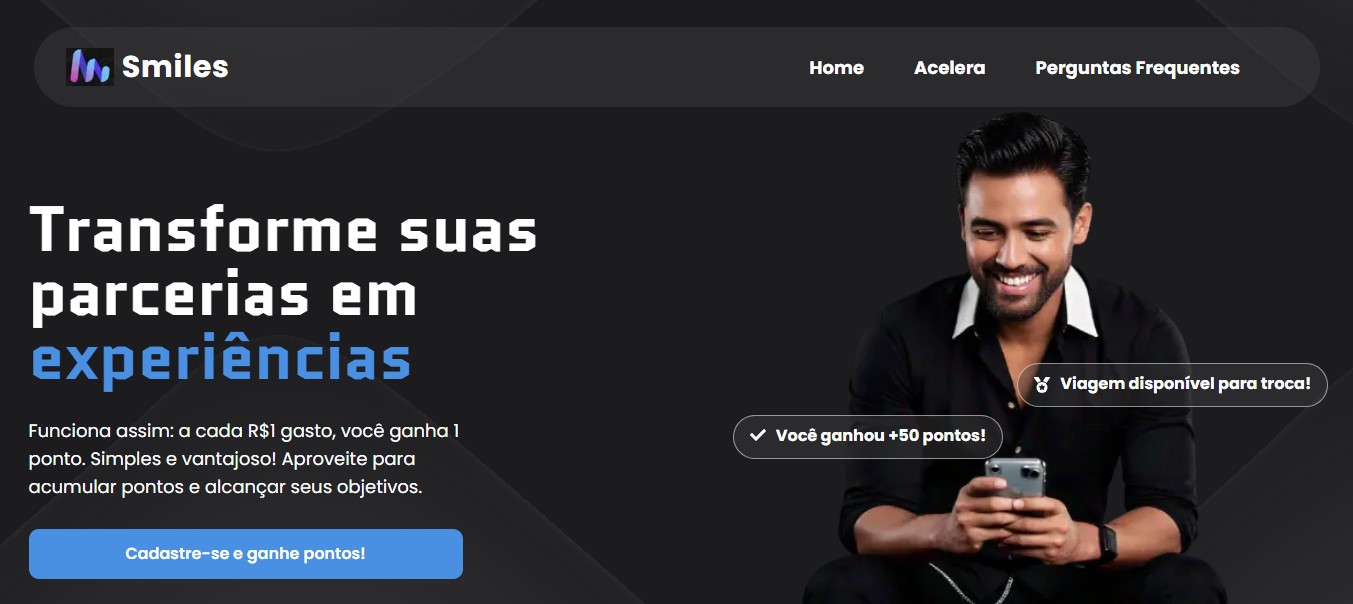 Smiles
Home
Acelera
Perguntas Frequentes
Transforme suas
parcerias em
experiências
Funciona assim: a cada R$1 gasto, você ganha 1
ponto. Simples e vantajoso! Aproveite para
acumular pontos e alcançar seus objetivos.
Cadastre-se e ganhe pontos!
Viagem disponível para troca!
Você ganhou +50 pontos!